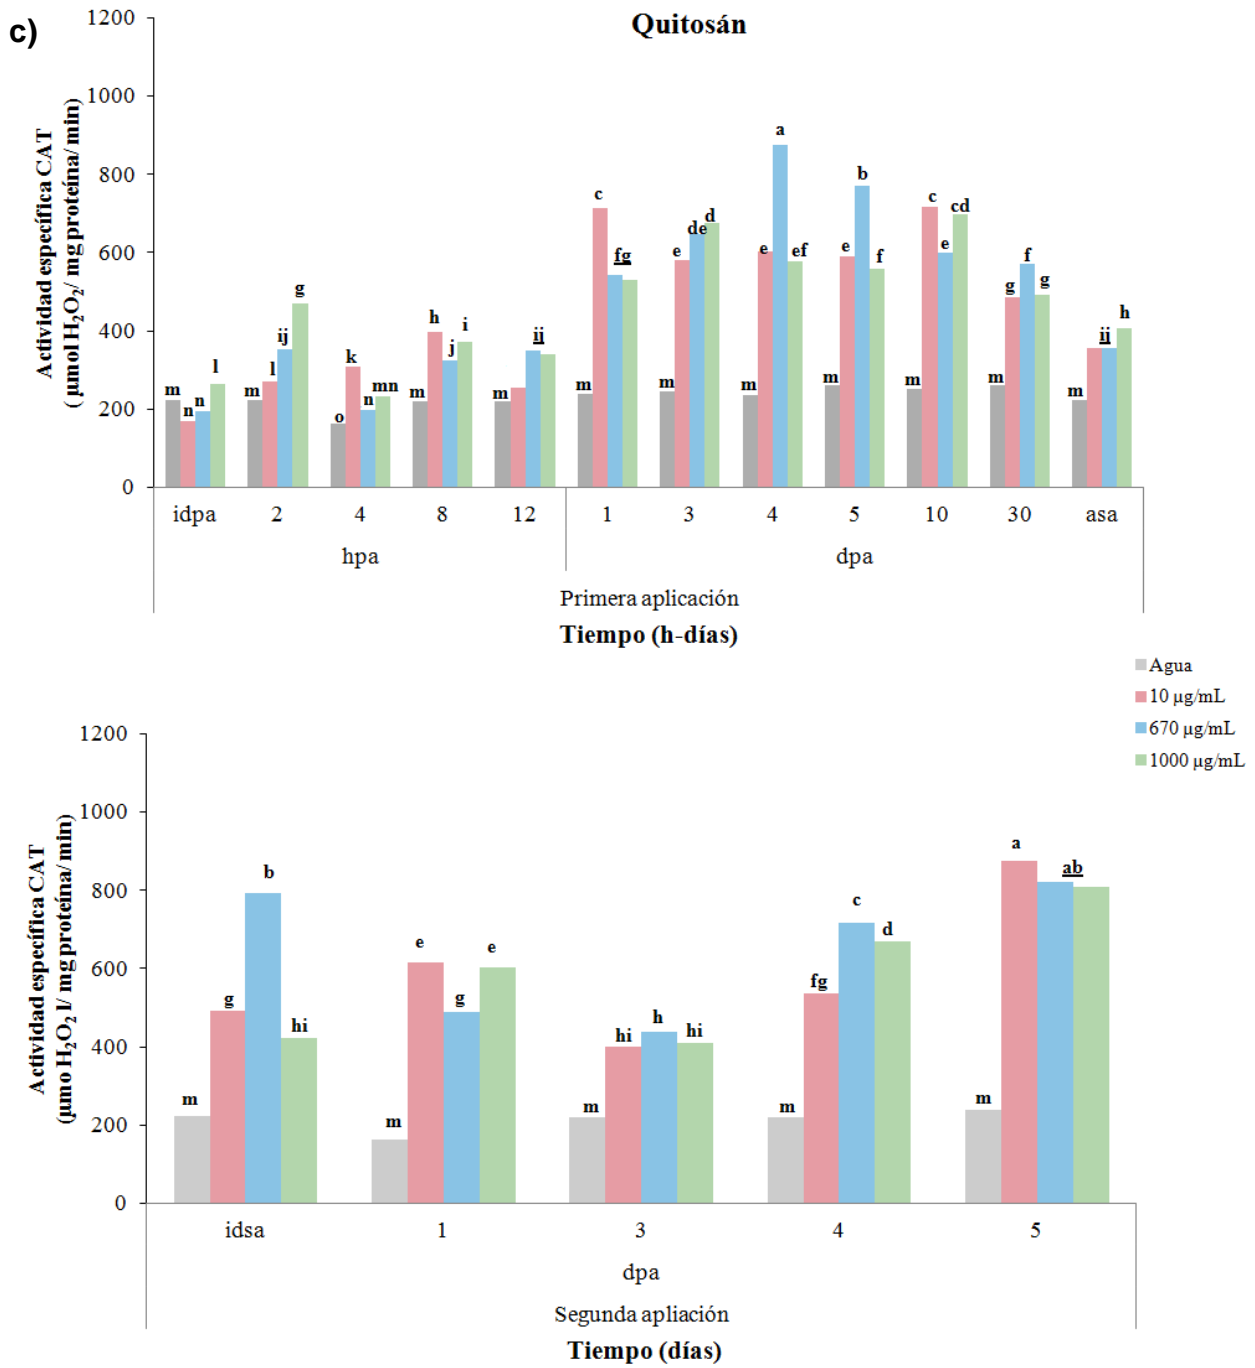 c)
Quitosán
Actividad específica CAT
( µmol H₂O₂/ mg proteína/ min)
1200
1000
800
600
400
200
0
m n n l
m l ij g
o k n mn
m h j i
m ij
m c fg
m e de d
m e a ef
m e b f
m c e cd
m g f g
m ij h
idpa 2 4 8 12 1 3 4 5 10 30 asa
hpa dpa
Primera aplicación
Tiempo (h-días)
Agua
10 µg/mL
670 µg/mL
1000 µg/mL
Actividad específica CAT
(µmo H₂O₂ l/ mg proteína/ min)
1200
1000
800
600
400
200
0
m g b hi
m e g e
m hi h hi
m fg c d
m a ab
idsa 1 3 4 5
dpa
Segunda apliación
Tiempo (días)